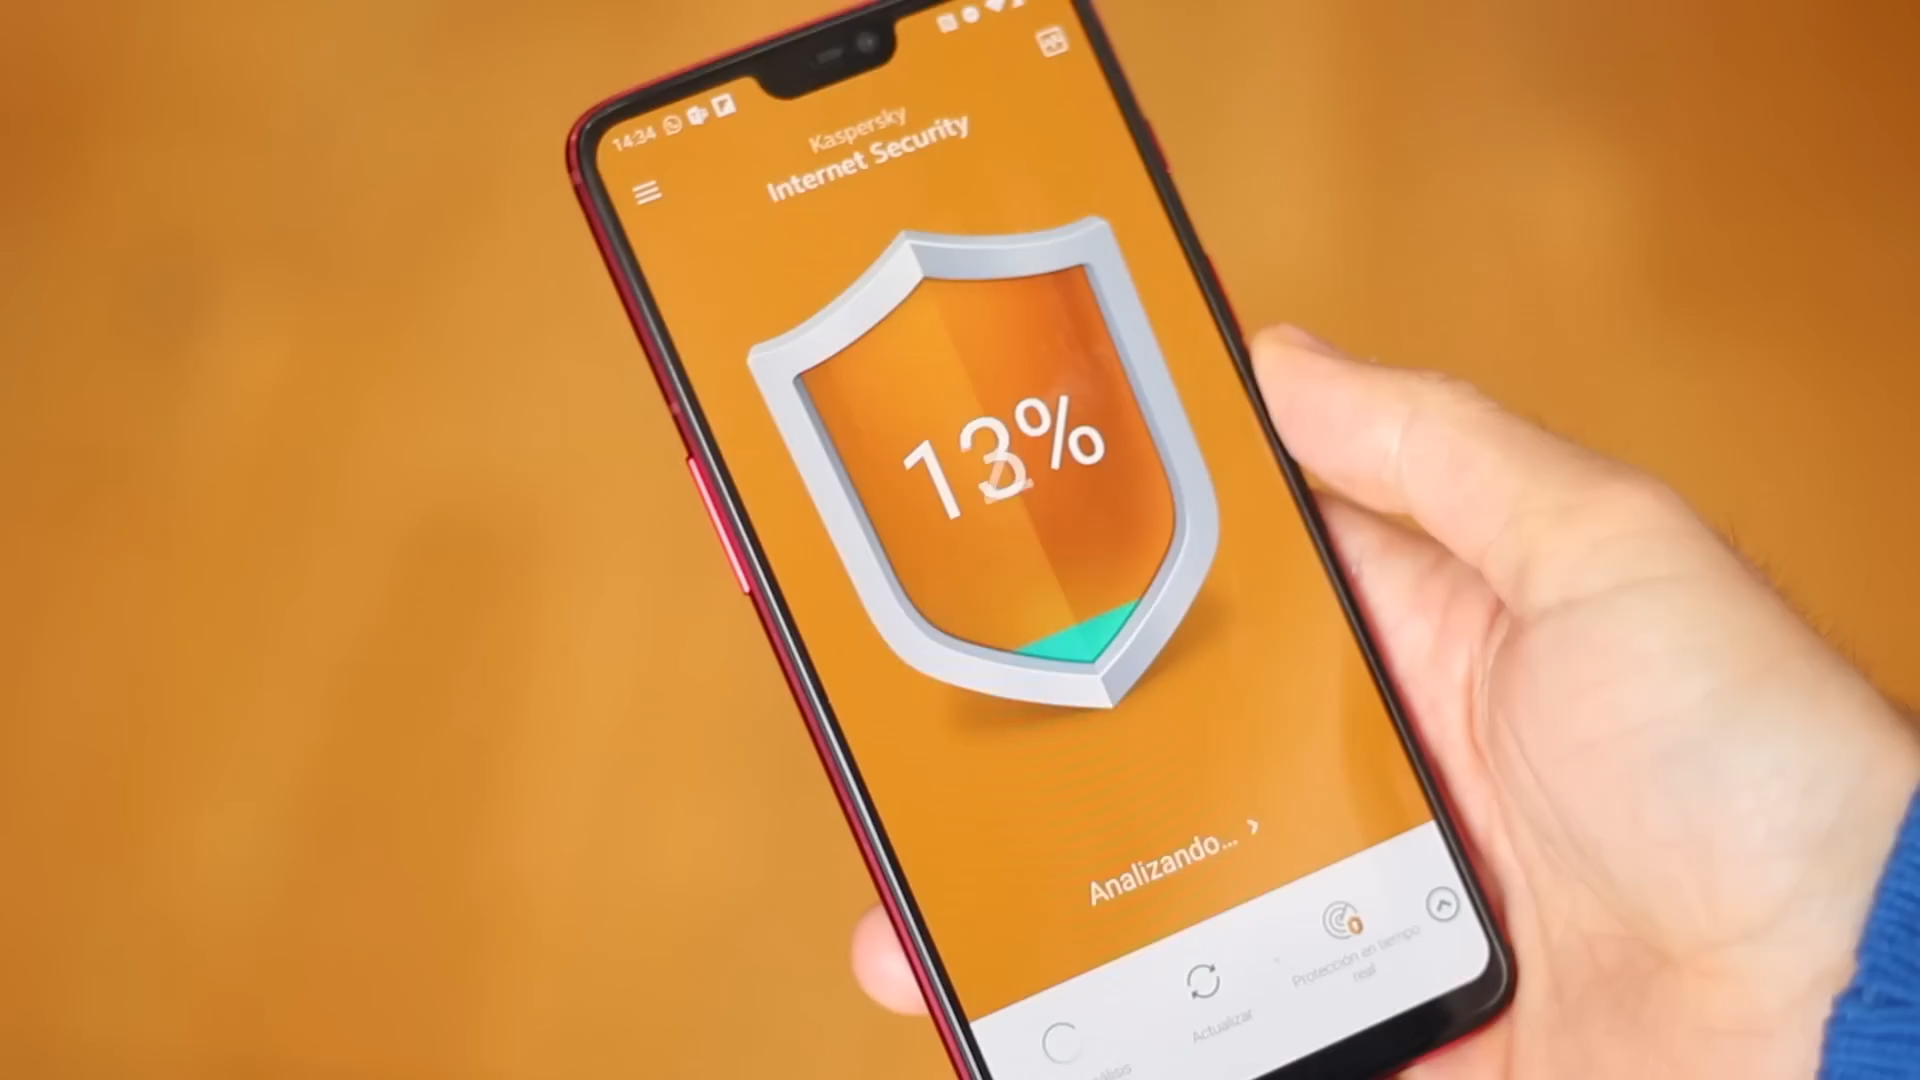 14:34
Kaspersky
Internet Security
13%
Analizando... ›
Protección en tiempo
real
Actualizar